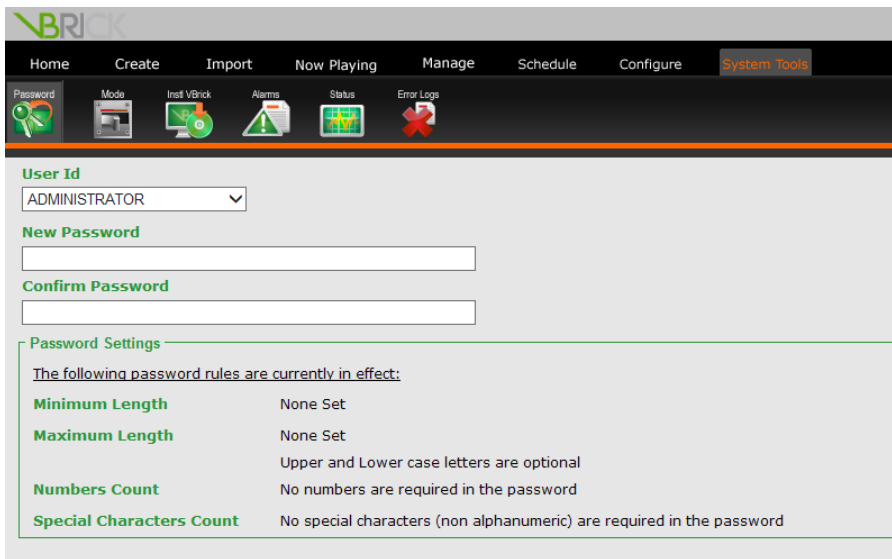 VBRICK
Home Create Import Now Playing Manage Schedule Configure System Tools
Password Mode Instl VBrick Alarms Status Error Logs
User Id
ADMINISTRATOR
New Password
Confirm Password
Password Settings
The following password rules are currently in effect:
Minimum Length None Set
Maximum Length None Set
Upper and Lower case letters are optional
Numbers Count No numbers are required in the password
Special Characters Count No special characters (non alphanumeric) are required in the password